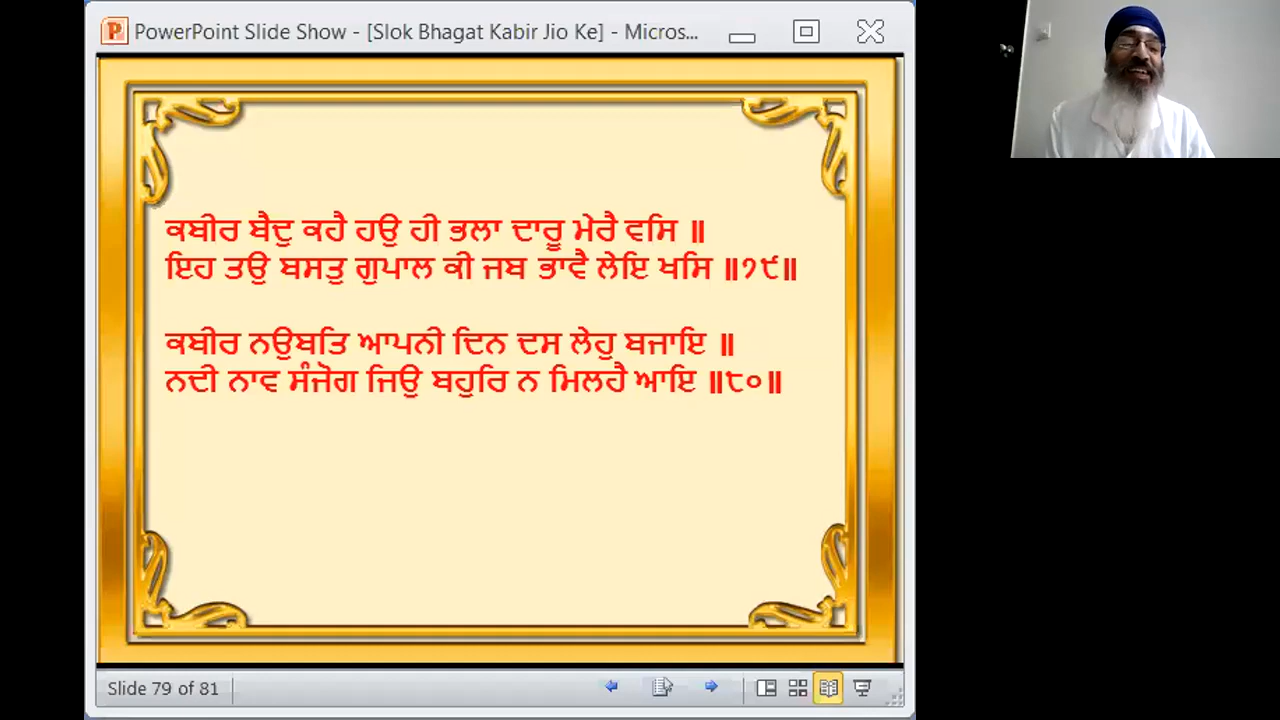 PowerPoint Slide Show - [Slok Bhagat Kabir Jio Ke] - Micros...
ਕਬੀਰ ਬੈਦੁ ਕਹੈ ਹਉ ਹੀ ਭਲਾ ਦਾਰੂ ਮੇਰੈ ਵਸਿ ॥
ਇਹ ਤਉ ਬਸਤੁ ਗੁਪਾਲ ਕੀ ਜਬ ਭਾਵੈ ਲੇਇ ਖਸਿ ॥੭੯॥
ਕਬੀਰ ਨਉਬਤਿ ਆਪਨੀ ਦਿਨ ਦਸ ਲੇਹੁ ਬਜਾਇ ॥
ਨਦੀ ਨਾਵ ਸੰਜੋਗ ਜਿਉ ਬਹੁਰਿ ਨ ਮਿਲਹੈ ਆਇ ॥੮੦॥
Slide 79 of 81